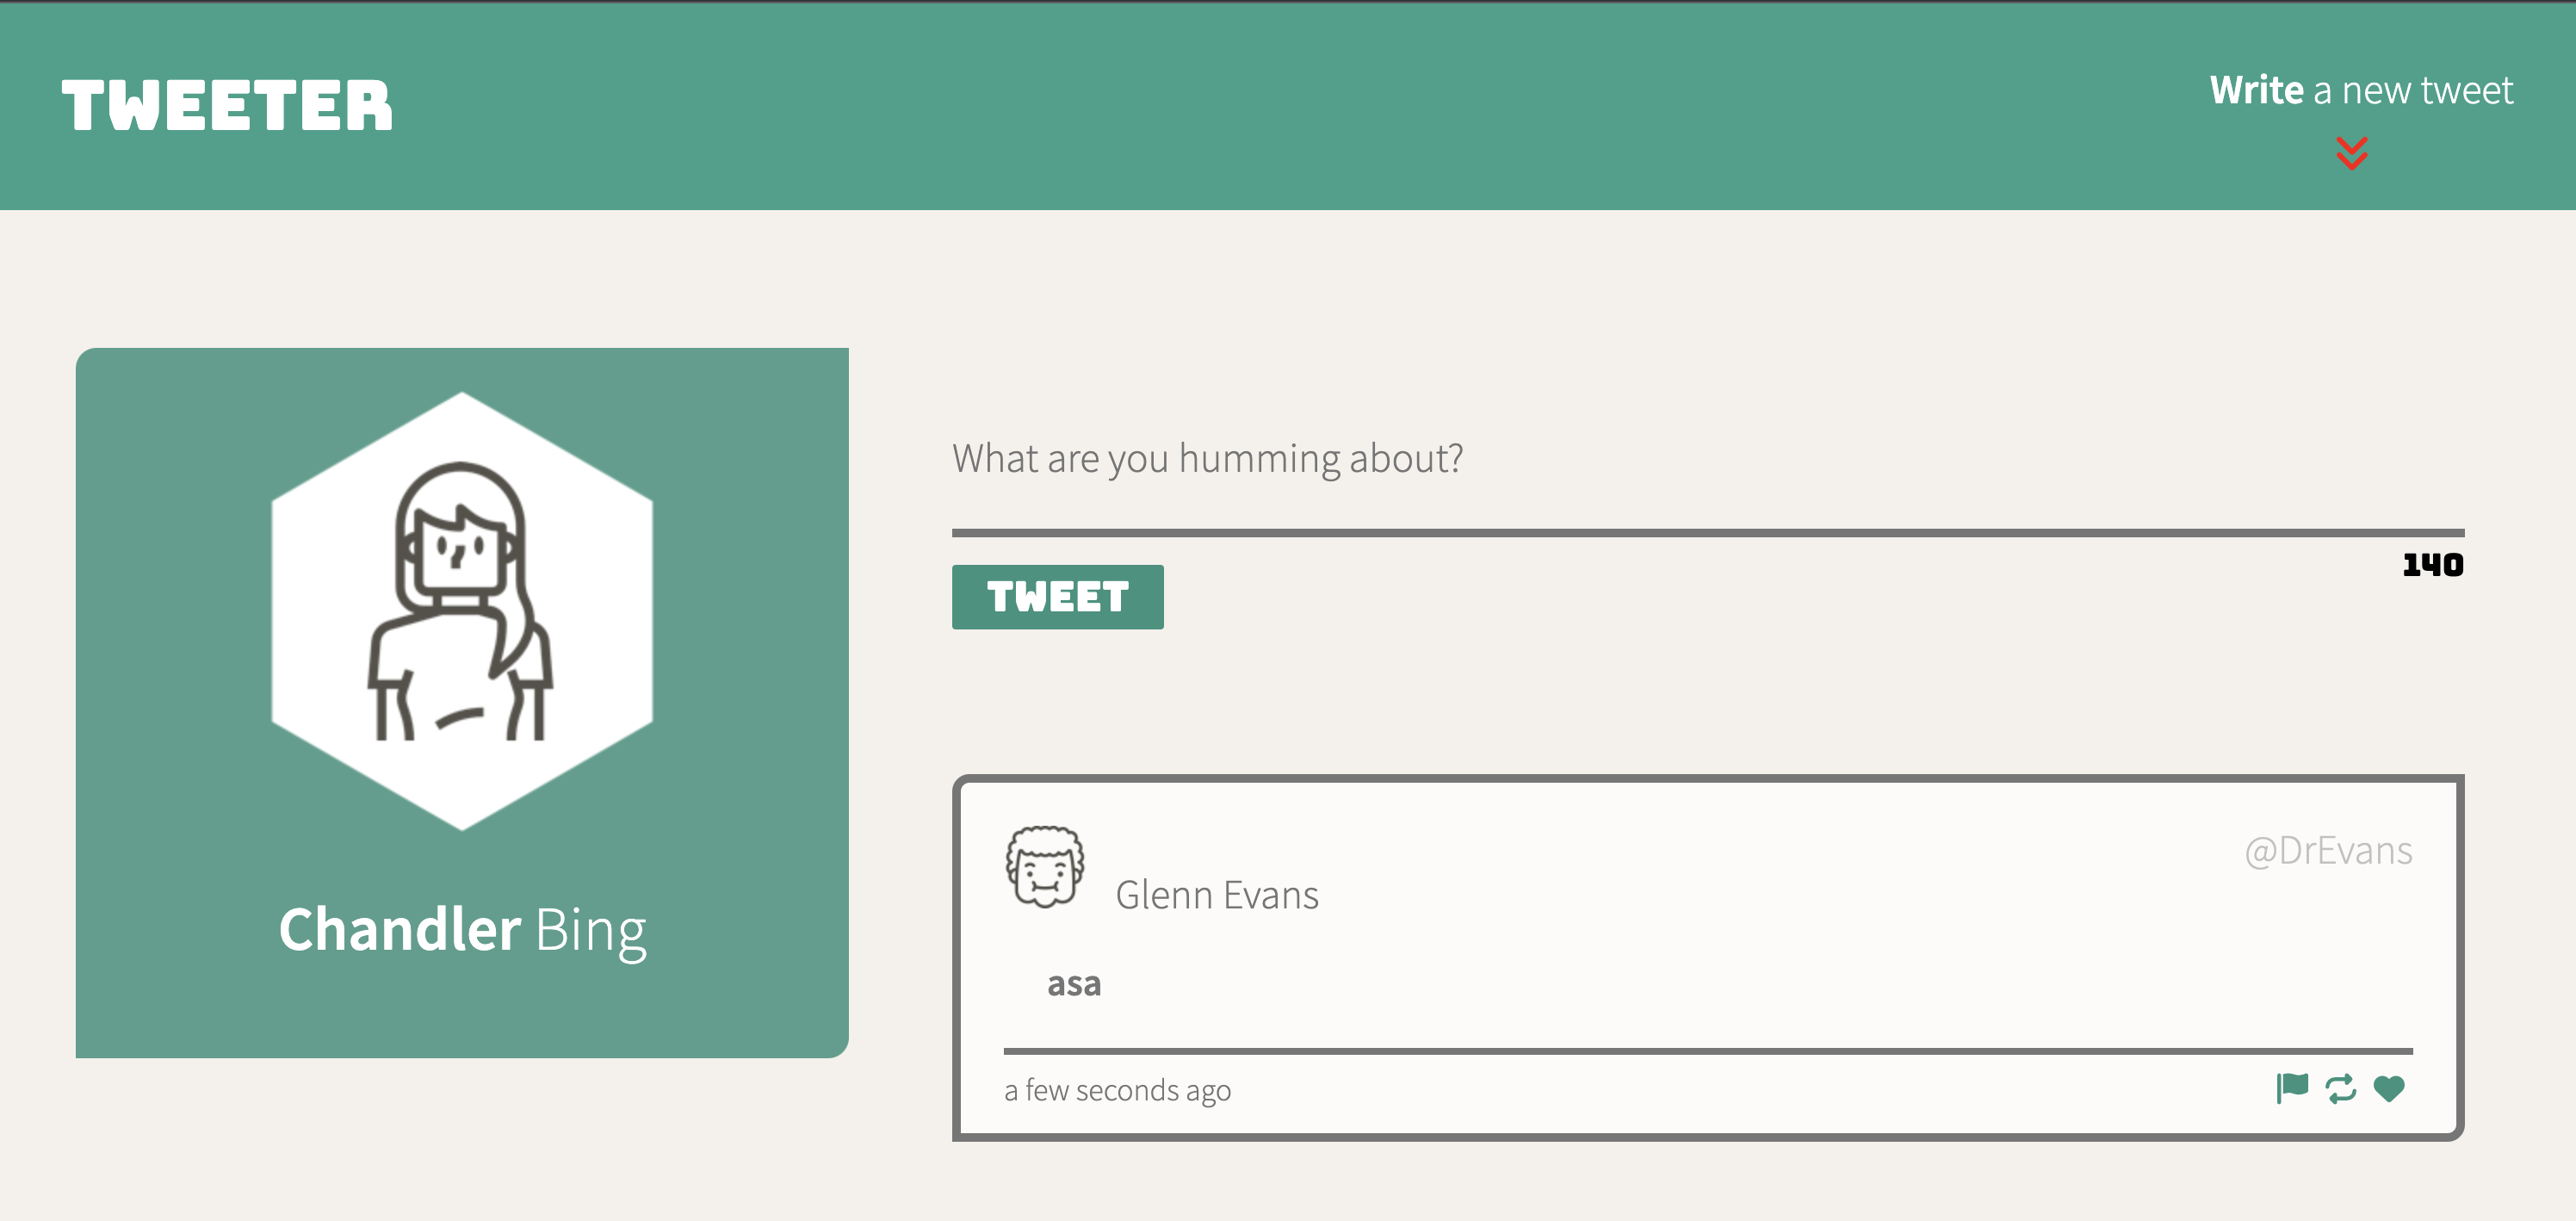 TWEETER
Write a new tweet
Chandler Bing
What are you humming about?
140
TWEET
Glenn Evans
@DrEvans
asa
a few seconds ago